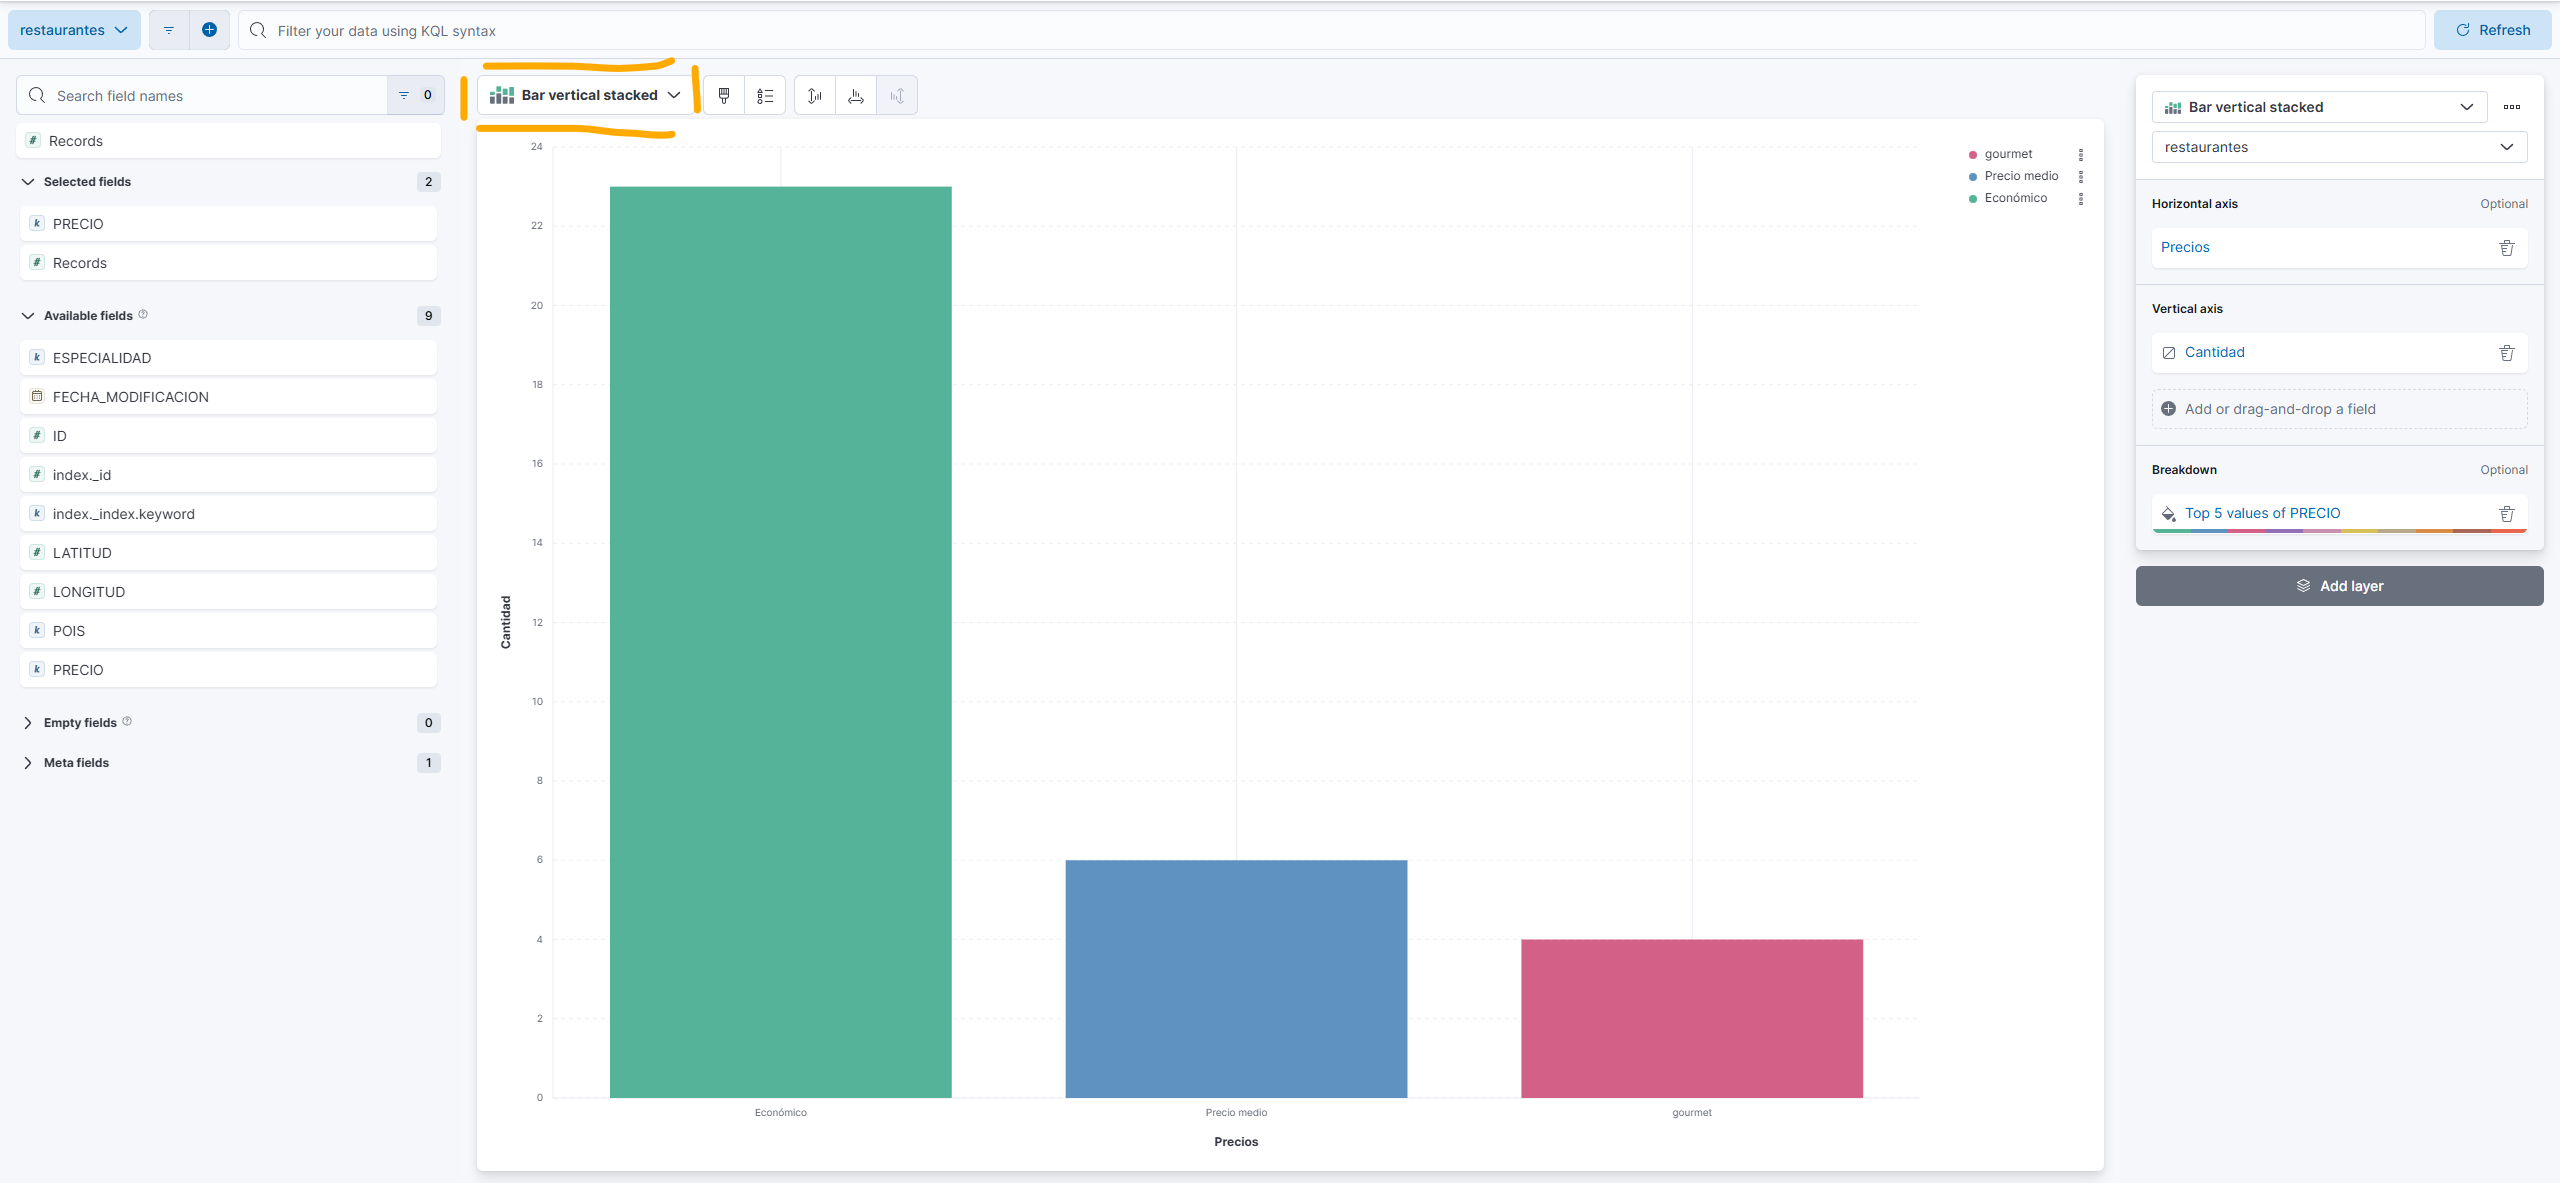 restaurantes
Filter your data using KQL syntax
Refresh
Search field names
0
Records
Selected fields
2
PRECIO
Records
Available fields
9
ESPECIALIDAD
FECHA_MODIFICACION
ID
index._id
index._index.keyword
LATITUD
LONGITUD
POIS
PRECIO
Empty fields
0
Meta fields
1
Bar vertical stacked
24
22
20
18
16
14
12
10
8
6
4
2
0
Cantidad
Económico
Precio medio
gourmet
Precios
gourmet
Precio medio
Económico
Bar vertical stacked
restaurantes
Horizontal axis
Optional
Precios
Vertical axis
Cantidad
Add or drag-and-drop a field
Breakdown
Optional
Top 5 values of PRECIO
Add layer